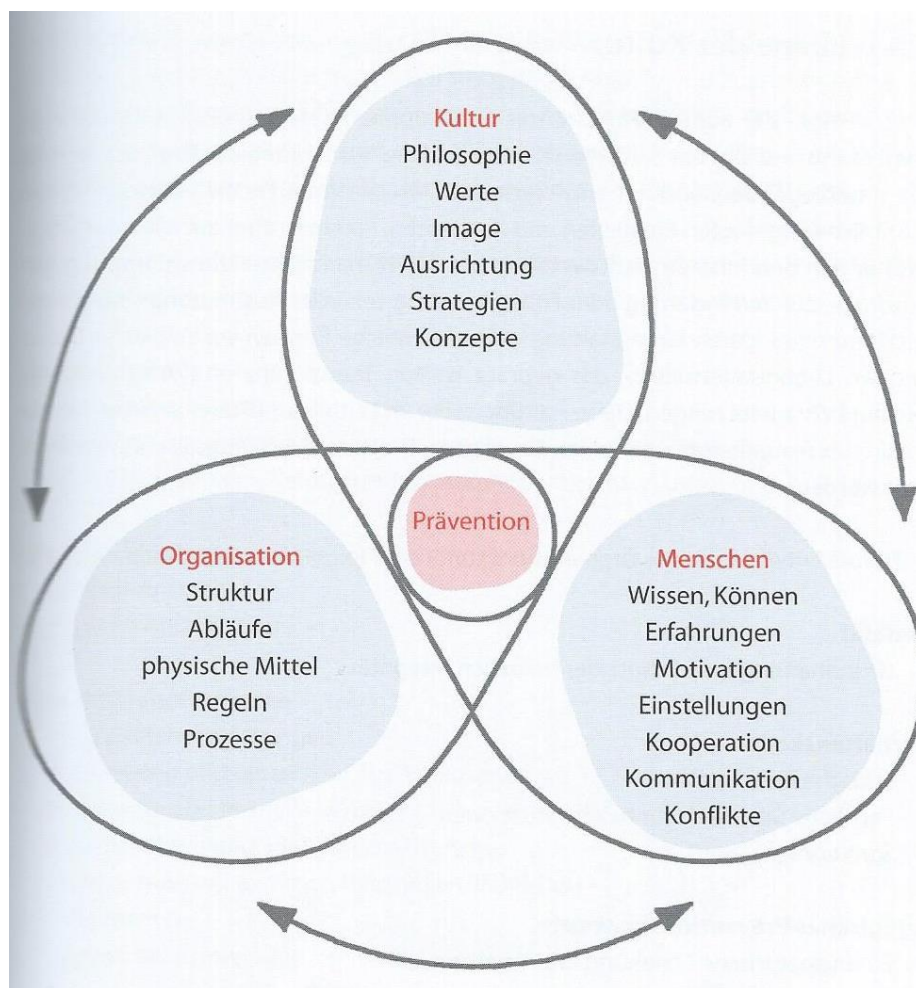 Kultur
Philosophie
Werte
Image
Ausrichtung
Strategien
Konzepte
Prävention
Organisation
Struktur
Abläufe
physische Mittel
Regeln
Prozesse
Menschen
Wissen, Können
Erfahrungen
Motivation
Einstellungen
Kooperation
Kommunikation
Konflikte